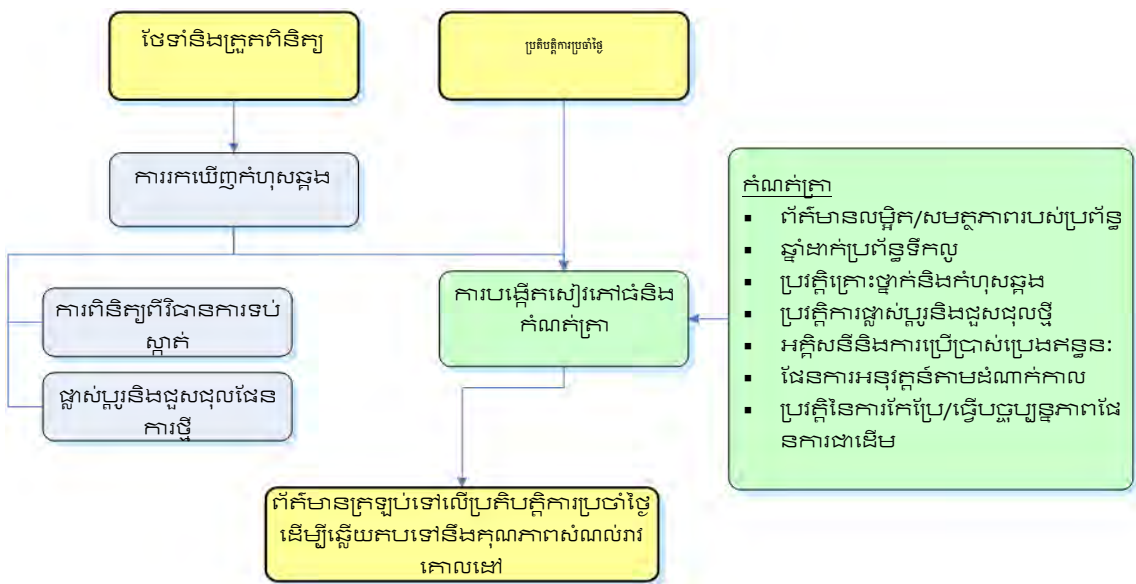 ថែទាំនិងត្រួតពិនិត្យ
ប្រតិបត្តិការប្រចាំថ្ងៃ
ការរកឃើញកំហុសឆ្គង
ការពិនិត្យពីវិធានការទប់
ស្កាត់
ផ្លាស់ប្តូរនិងជួសជុលផែន
ការថ្មី
ការបង្កើតសៀវភៅធំនិង
កំណត់ត្រា
កំណត់ត្រា
▪ ព័ត៌មានលម្អិត/សមត្ថភាពរបស់ប្រព័ន្ធ
▪ ឆ្នាំដាក់ប្រព័ន្ធទឹកលូ
▪ ប្រវត្តិគ្រោះថ្នាក់និងកំហុសឆ្គង
▪ ប្រវត្តិការផ្លាស់ប្តូរនិងជួសជុលថ្មី
▪ អគ្គិសនីនិងការប្រើប្រាស់ប្រេងឥន្ធនះ
▪ ផែនការអនុវត្តន៍តាមដំណាក់កាល
▪ ប្រវត្តិនៃការកែប្រែ/ធ្វើបច្ចុប្បន្នភាពផែ
នការជាដើម
ព័ត៌មានត្រឡប់ទៅលើប្រតិបត្តិការប្រចាំថ្ងៃ
ដើម្បីឆ្លើយតបទៅនឹងគុណភាពសំណល់រាវ
គោលដៅ